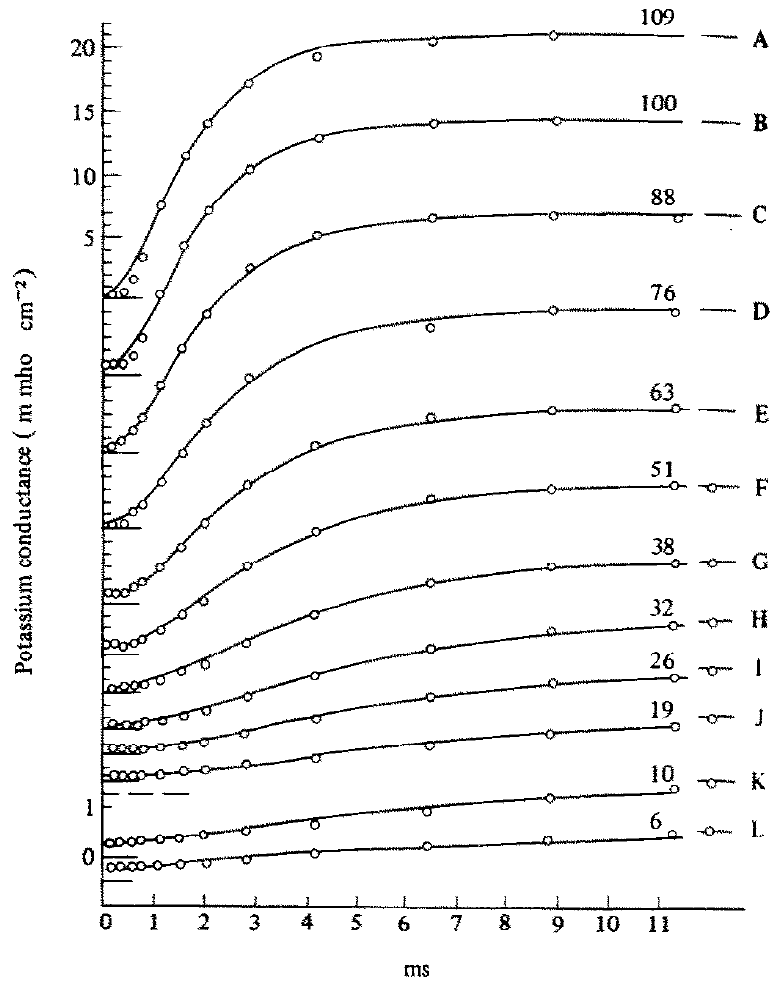 109
A
20
100
B
15
10
88
C
5
76
D
63
E
51
F
38
G
32
H
26
I
19
J
10
K
1
6
L
0
Potassium conductance ( m mho cm−2)
0 1 2 3 4 5 6 7 8 9 10 11
ms